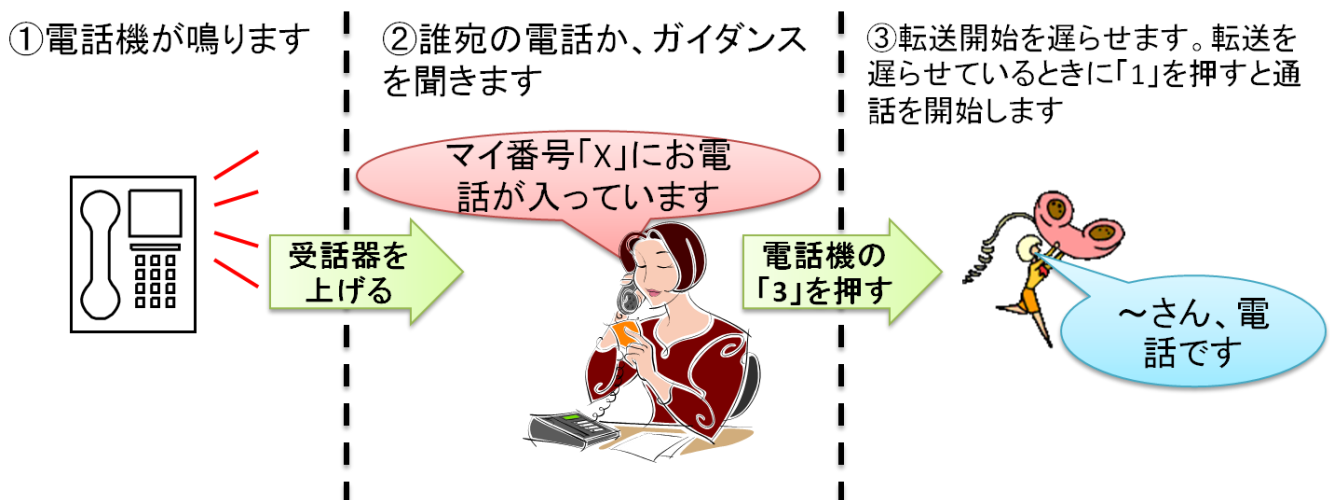 ①電話機が鳴ります
②誰宛の電話か、ガイダンス
を聞きます
③転送開始を遅らせます。転送を
遅らせているときに「1」を押すと通
話を開始します
マイ番号「X」にお電
話が入っています
受話器を
上げる
電話機の
「3」を押す
～さん、電
話です